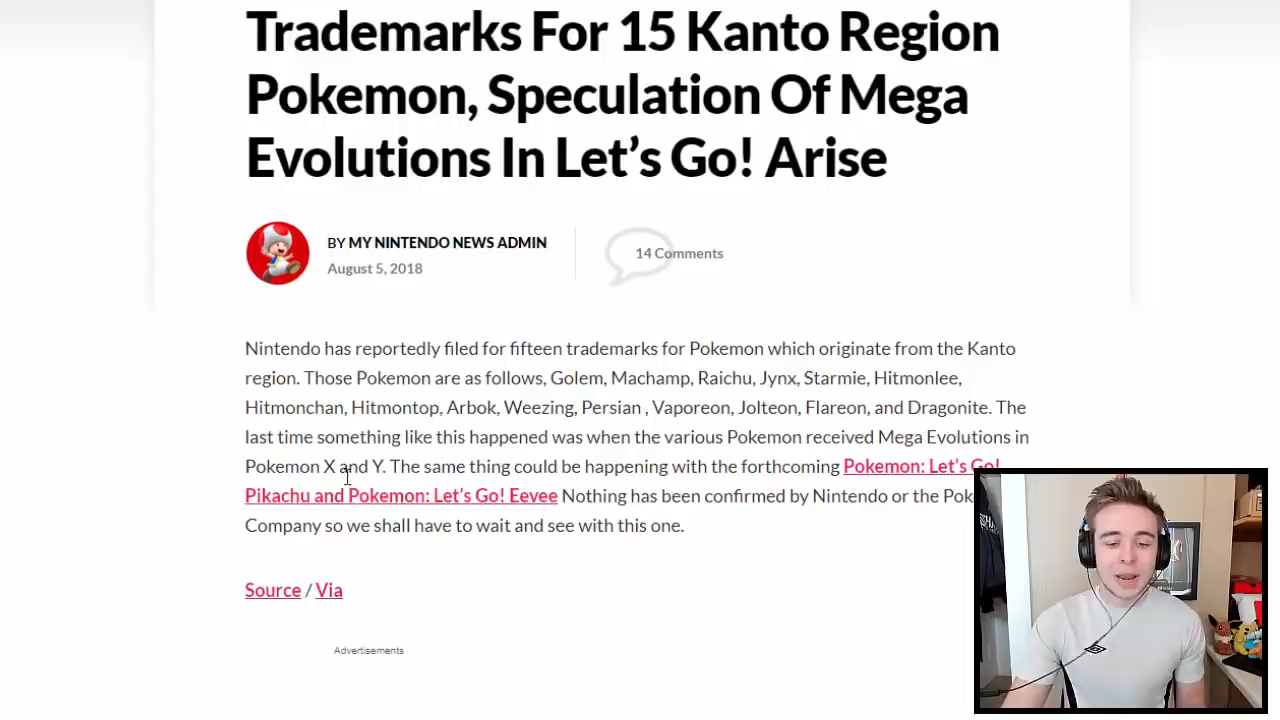 Trademarks For 15 Kanto Region
Pokemon, Speculation Of Mega
Evolutions In Let's Go! Arise
BY MY NINTENDO NEWS ADMIN
August 5, 2018
14 Comments
Nintendo has reportedly filed for fifteen trademarks for Pokemon which originate from the Kanto
region. Those Pokemon are as follows, Golem, Machamp, Raichu, Jynx, Starmie, Hitmonlee,
Hitmonchan, Hitmontop, Arbok, Weezing, Persian , Vaporeon, Jolteon, Flareon, and Dragonite. The
last time something like this happened was when the various Pokemon received Mega Evolutions in
Pokemon X and Y. The same thing could be happening with the forthcoming Pokemon: Let's Go!
Pikachu and Pokemon: Let's Go! Eevee Nothing has been confirmed by Nintendo or the Pok
Company so we shall have to wait and see with this one.
Source / Via
Advertisements